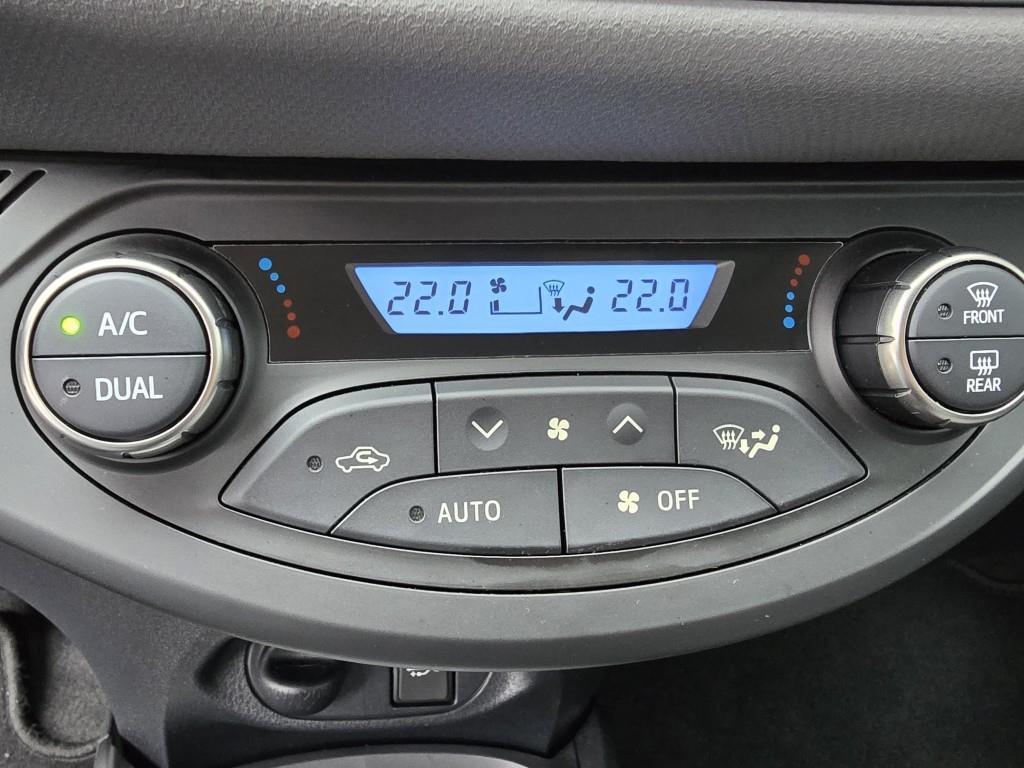 22.0 22.0
A/C
DUAL
FRONT
REAR
AUTO
OFF